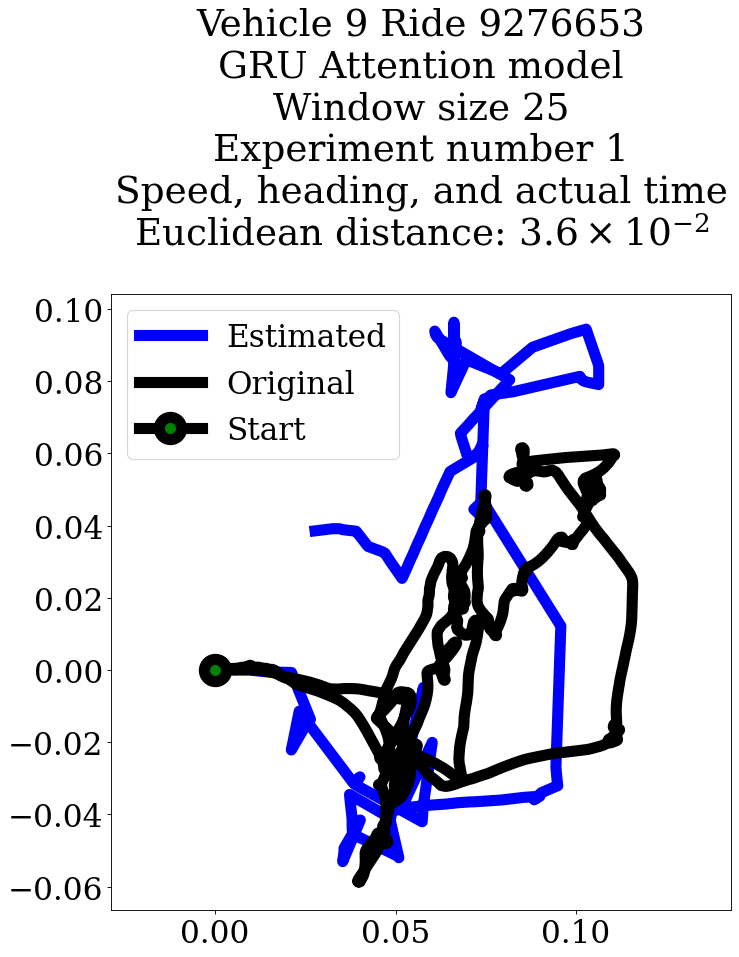 Vehicle 9 Ride 9276653
GRU Attention model
Window size 25
Experiment number 1
Speed, heading, and actual time
Euclidean distance: 3.6 × 10⁻²
Estimated
Original
Start
0.10
0.08
0.06
0.04
0.02
0.00
−0.02
−0.04
−0.06
0.00 0.05 0.10